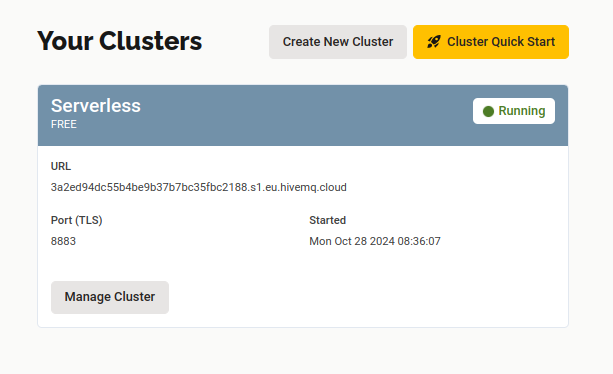 Your Clusters
Create New Cluster
Cluster Quick Start
Serverless
FREE
Running
URL
3a2ed94dc55b4be9b37b7bc35fbc2188.s1.eu.hivemq.cloud
Port (TLS)
Started
8883
Mon Oct 28 2024 08:36:07
Manage Cluster